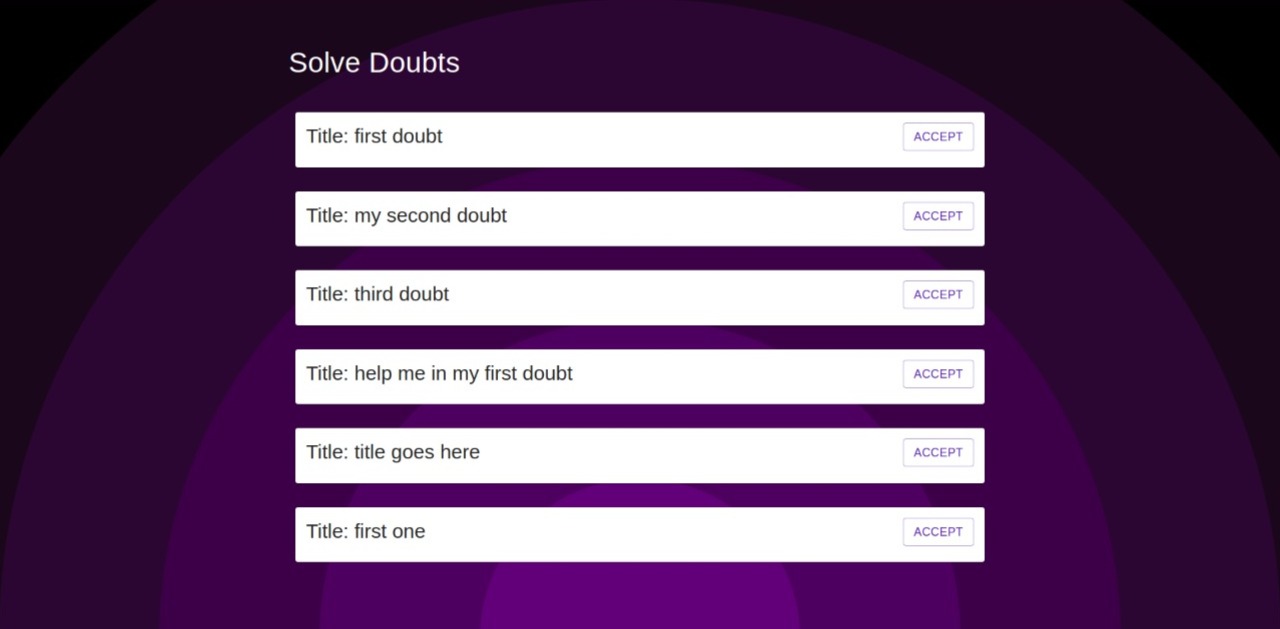 Solve Doubts
Title: first doubt ACCEPT
Title: my second doubt ACCEPT
Title: third doubt ACCEPT
Title: help me in my first doubt ACCEPT
Title: title goes here ACCEPT
Title: first one ACCEPT